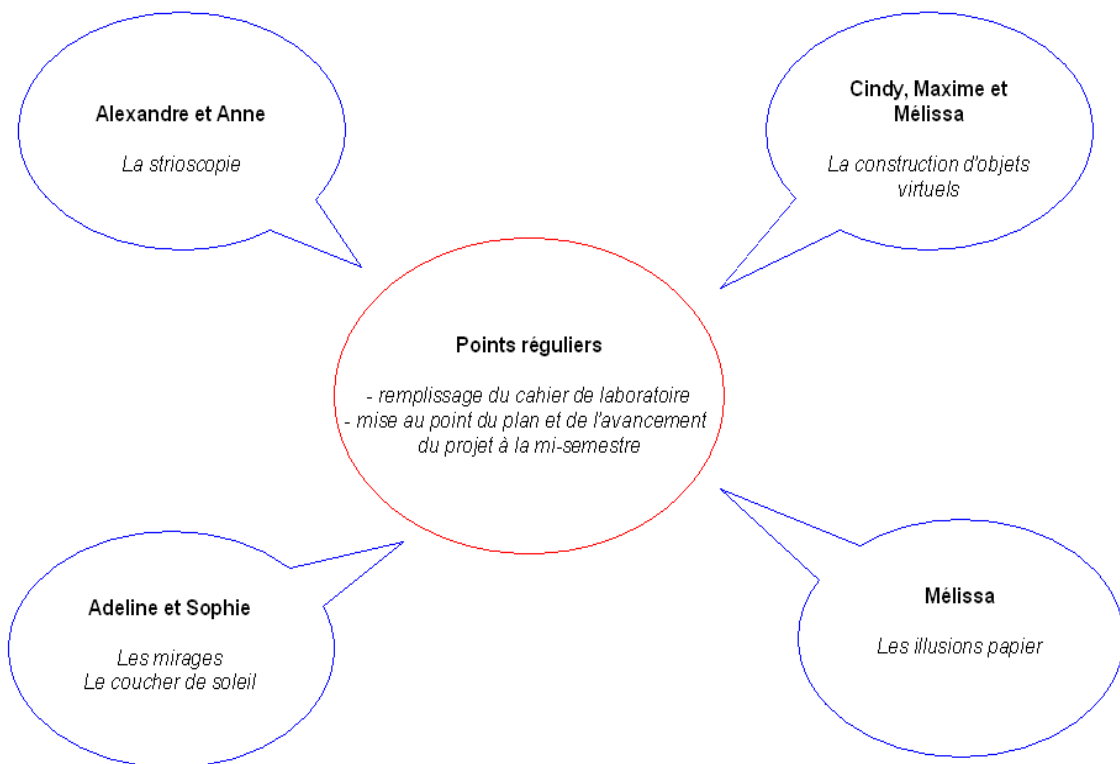 Alexandre et Anne
La strioscopie
Cindy, Maxime et
Mélissa
La construction d'objets
virtuels
Points réguliers
- remplissage du cahier de laboratoire
- mise au point du plan et de l'avancement
du projet à la mi-semestre
Adeline et Sophie
Les mirages
Le coucher de soleil
Mélissa
Les illusions papier